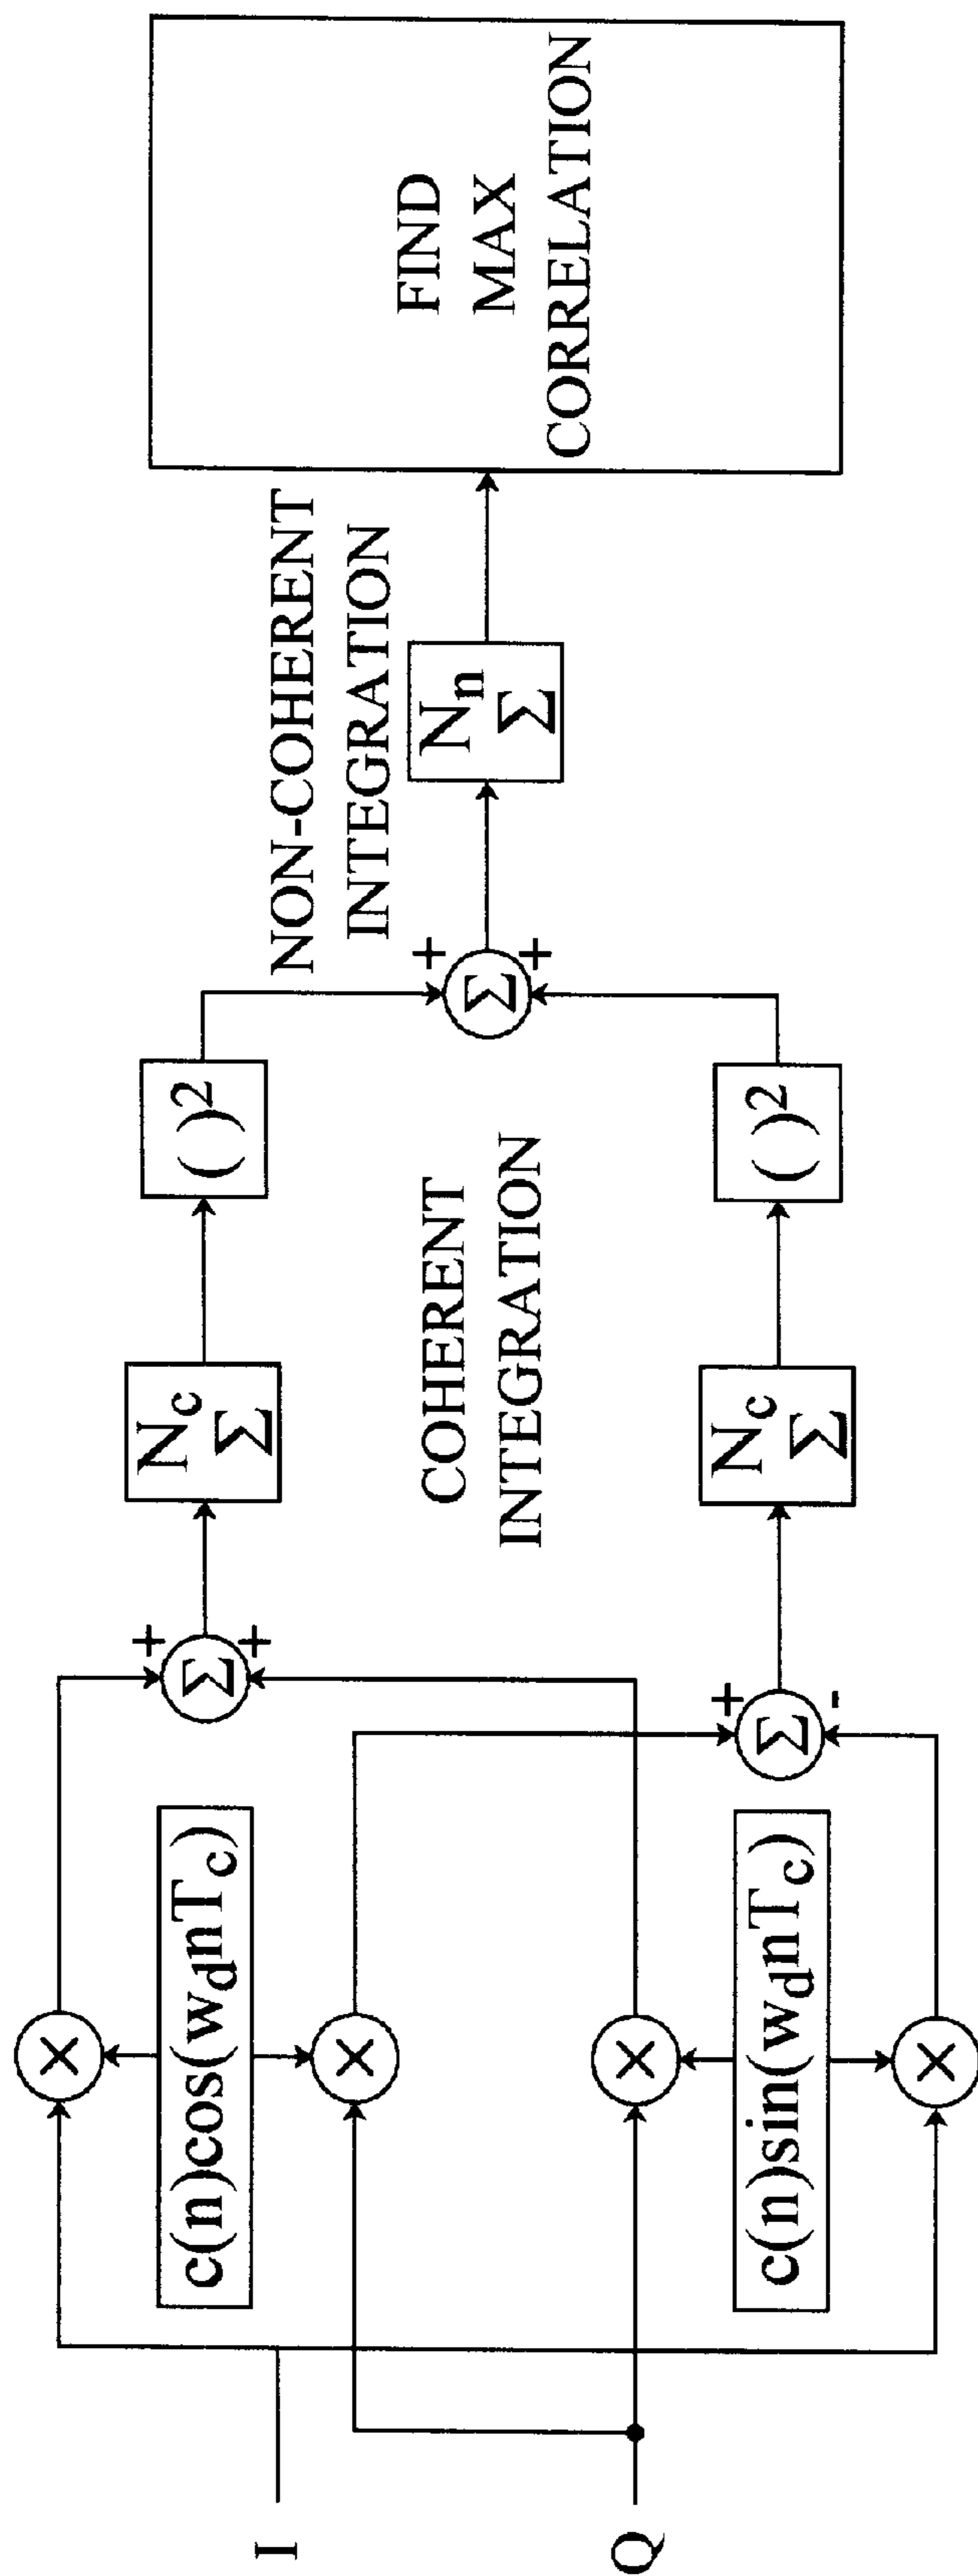 I
Q
c(n)cos(w_dnT_c)
c(n)sin(w_dnT_c)
×
×
×
×
Σ
+
+
Σ
+
-
N_c
Σ
N_c
Σ
COHERENT
INTEGRATION
( )²
( )²
Σ
+
+
NON-COHERENT
INTEGRATION
N_n
Σ
FIND
MAX
CORRELATION